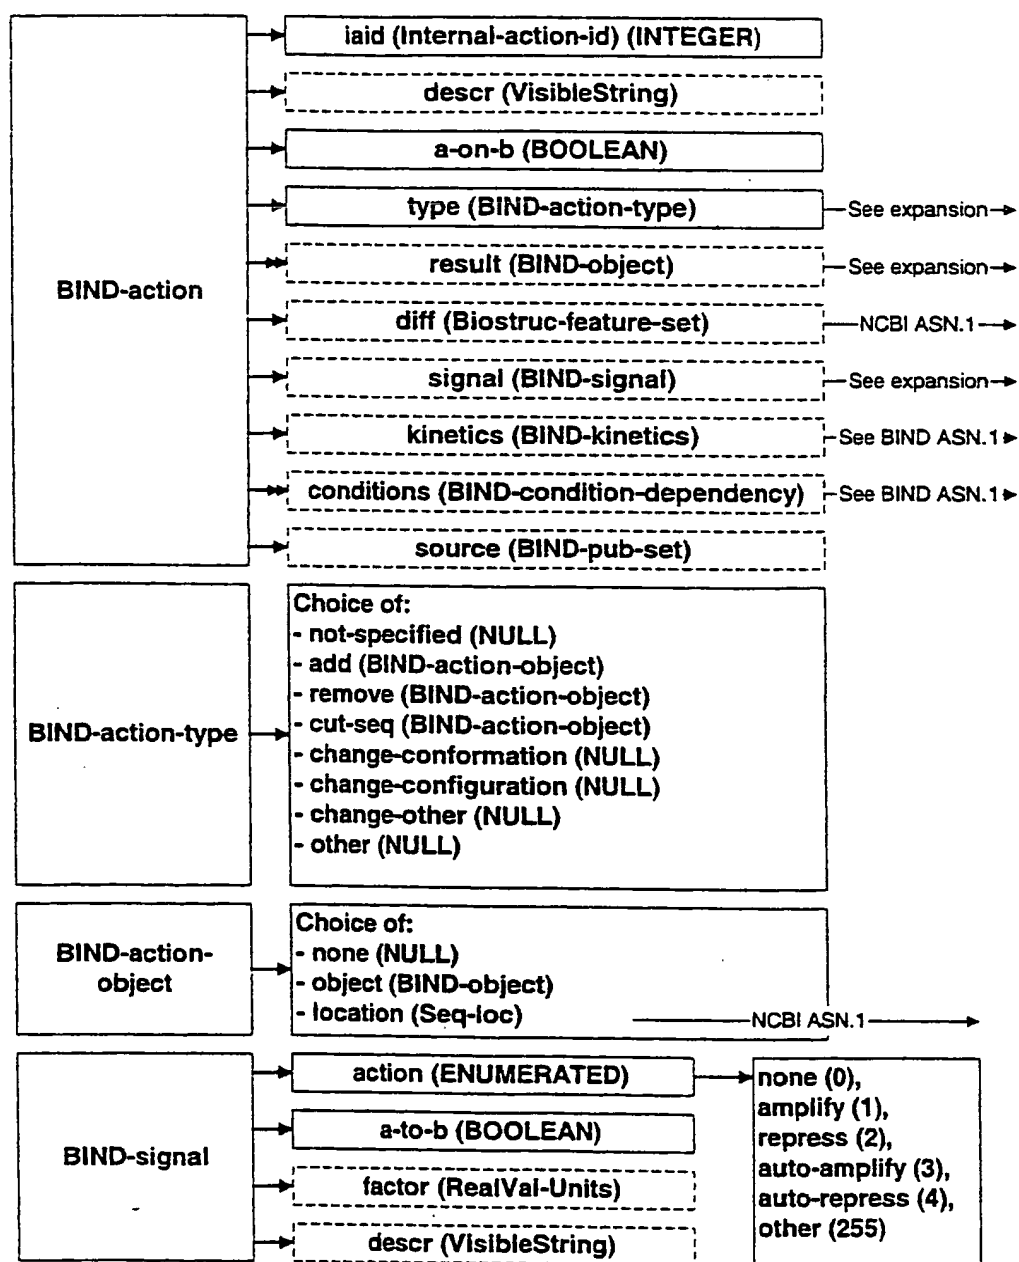 iaid (Internal-action-id) (INTEGER)
descr (VisibleString)
a-on-b (BOOLEAN)
type (BIND-action-type)
See expansion
BIND-action
result (BIND-object)
See expansion
diff (Biostruc-feature-set)
NCBI ASN.1
signal (BIND-signal)
See expansion
kinetics (BIND-kinetics)
See BIND ASN.1
conditions (BIND-condition-dependency)
See BIND ASN.1
source (BIND-pub-set)
BIND-action-type
Choice of:
- not-specified (NULL)
- add (BIND-action-object)
- remove (BIND-action-object)
- cut-seq (BIND-action-object)
- change-conformation (NULL)
- change-configuration (NULL)
- change-other (NULL)
- other (NULL)
BIND-action-
object
Choice of:
- none (NULL)
- object (BIND-object)
- location (Seq-loc)
NCBI ASN.1
BIND-signal
action (ENUMERATED)
a-to-b (BOOLEAN)
factor (RealVal-Units)
descr (VisibleString)
none (0),
amplify (1),
repress (2),
auto-amplify (3),
auto-repress (4),
other (255)